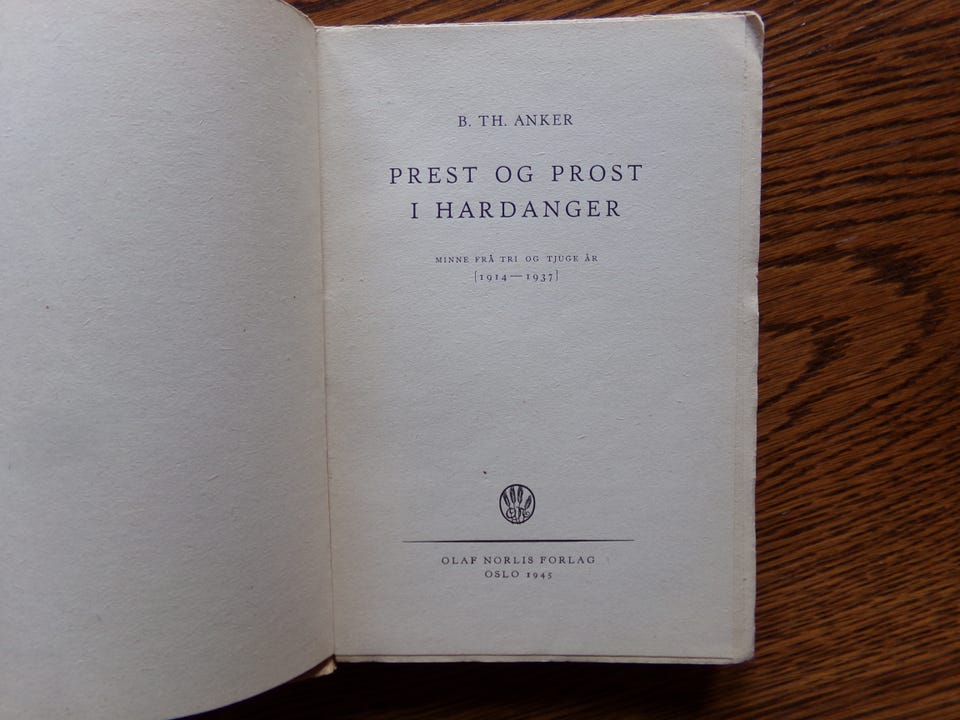 B. TH. ANKER
PREST OG PROST
I HARDANGER
MINNE FRÅ TRI OG TJUGE ÅR
[1914—1937]
OLAF NORLIS FORLAG
OSLO 1945